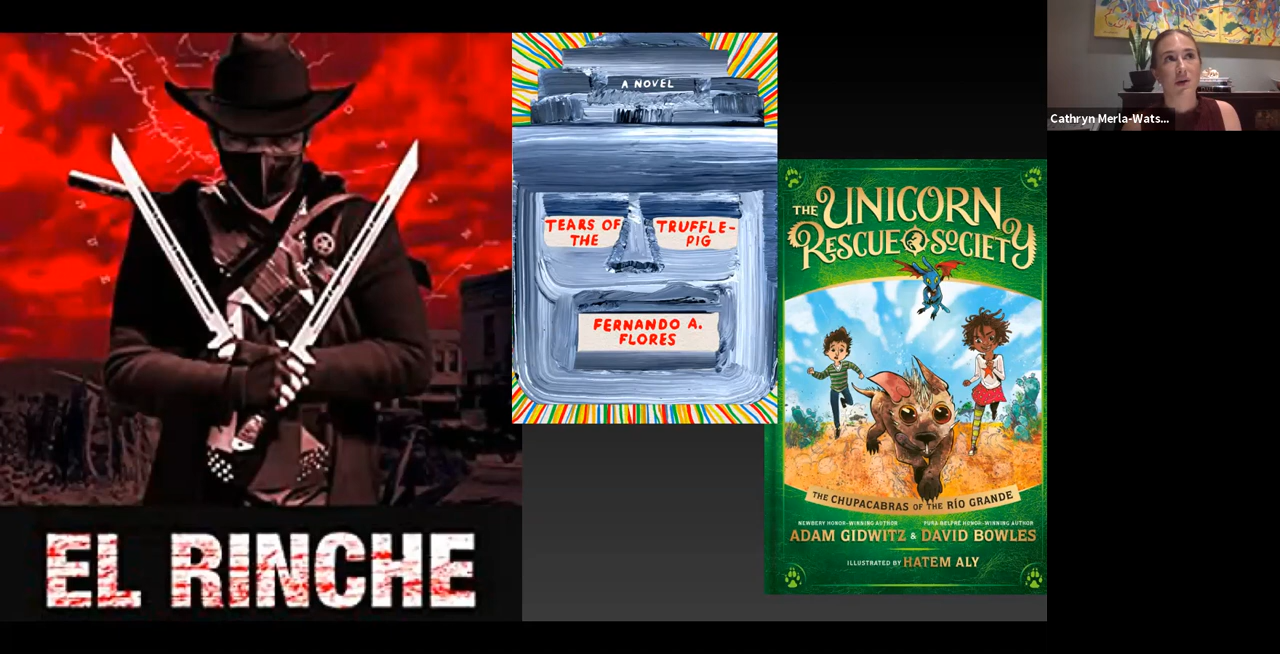 EL RINCHE
A NOVEL
TEARS OF THE
TRUFFLE-PIG
FERNANDO A.
FLORES
THE UNICORN
RESCUE SOCIETY
THE CHUPACABRAS OF THE RÍO GRANDE
NEWBERY HONOR-WINNING AUTHOR
PURA BELPRÉ HONOR-WINNING AUTHOR
ADAM GIDWITZ & DAVID BOWLES
ILLUSTRATED BY HATEM ALY
Cathryn Merla-Wats...